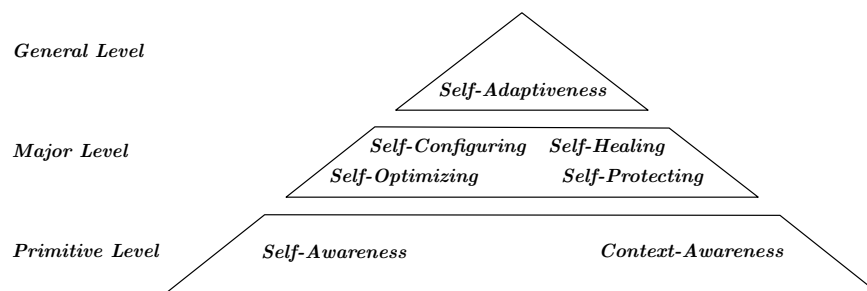 General Level
Self-Adaptiveness
Major Level
Self-Configuring Self-Healing
Self-Optimizing Self-Protecting
Primitive Level Self-Awareness Context-Awareness